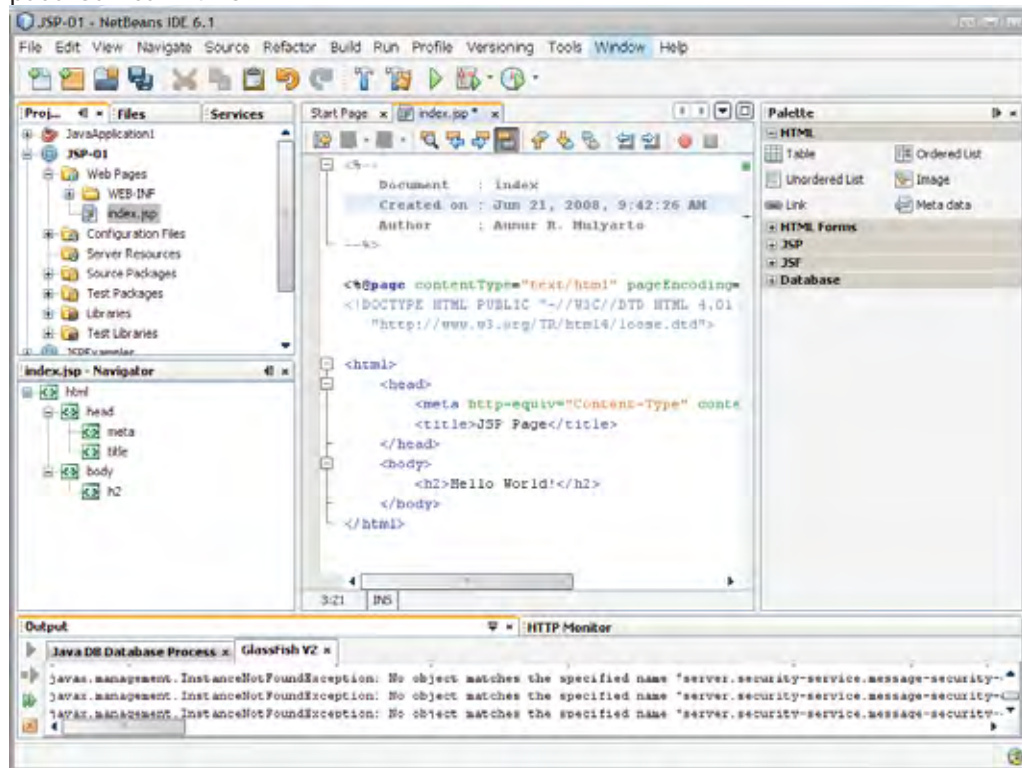 JSP-01 - NetBeans IDE 6.1
File Edit View Navigate Source Refactor Build Run Profile Versioning Tools Window Help
Proj... Files Services
JavaApplication1
JSP-01
Web Pages
WEB-INF
index.jsp
Configuration Files
Server Resources
Source Packages
Test Packages
Libraries
Test Libraries
index.jsp - Navigator
html
head
meta
title
body
h2
Start Page x index.jsp * x
<%--
Document : index
Created on : Jun 21, 2008, 9:42:26 AM
Author : Aunur R. Mulyarto
--%>
<%@page contentType="text/html" pageEncoding=
<!DOCTYPE HTML PUBLIC "-//W3C//DTD HTML 4.01
"http://www.w3.org/TR/html4/loose.dtd">
<html>
<head>
<meta http-equiv="Content-Type" conte
<title>JSP Page</title>
</head>
<body>
<h2>Hello World!</h2>
</body>
</html>
3:21 INS
Palette
HTML
Table Ordered List
Unordered List Image
Link Meta data
HTML Forms
JSP
JSF
Database
Output HTTP Monitor
Java DB Database Process x GlassFish V2 x
javax.management.InstanceNotFoundException: No object matches the specified name "server.security-service.message-security-
javax.management.InstanceNotFoundException: No object matches the specified name "server.security-service.message-security-
javax.management.InstanceNotFoundException: No object matches the specified name "server.security-service.message-security-